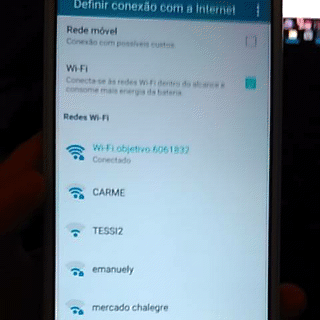 Definir conexão com a Internet
Rede móvel
Conexão com possíveis custos.
Wi-Fi
Conecta-se às redes Wi-Fi dentro do alcance e
consome mais energia da bateria.
Redes Wi-Fi
Wi-Fi.objetivo.6061832
Conectado
CARME
TESSI2
emanuely
mercado chalegre